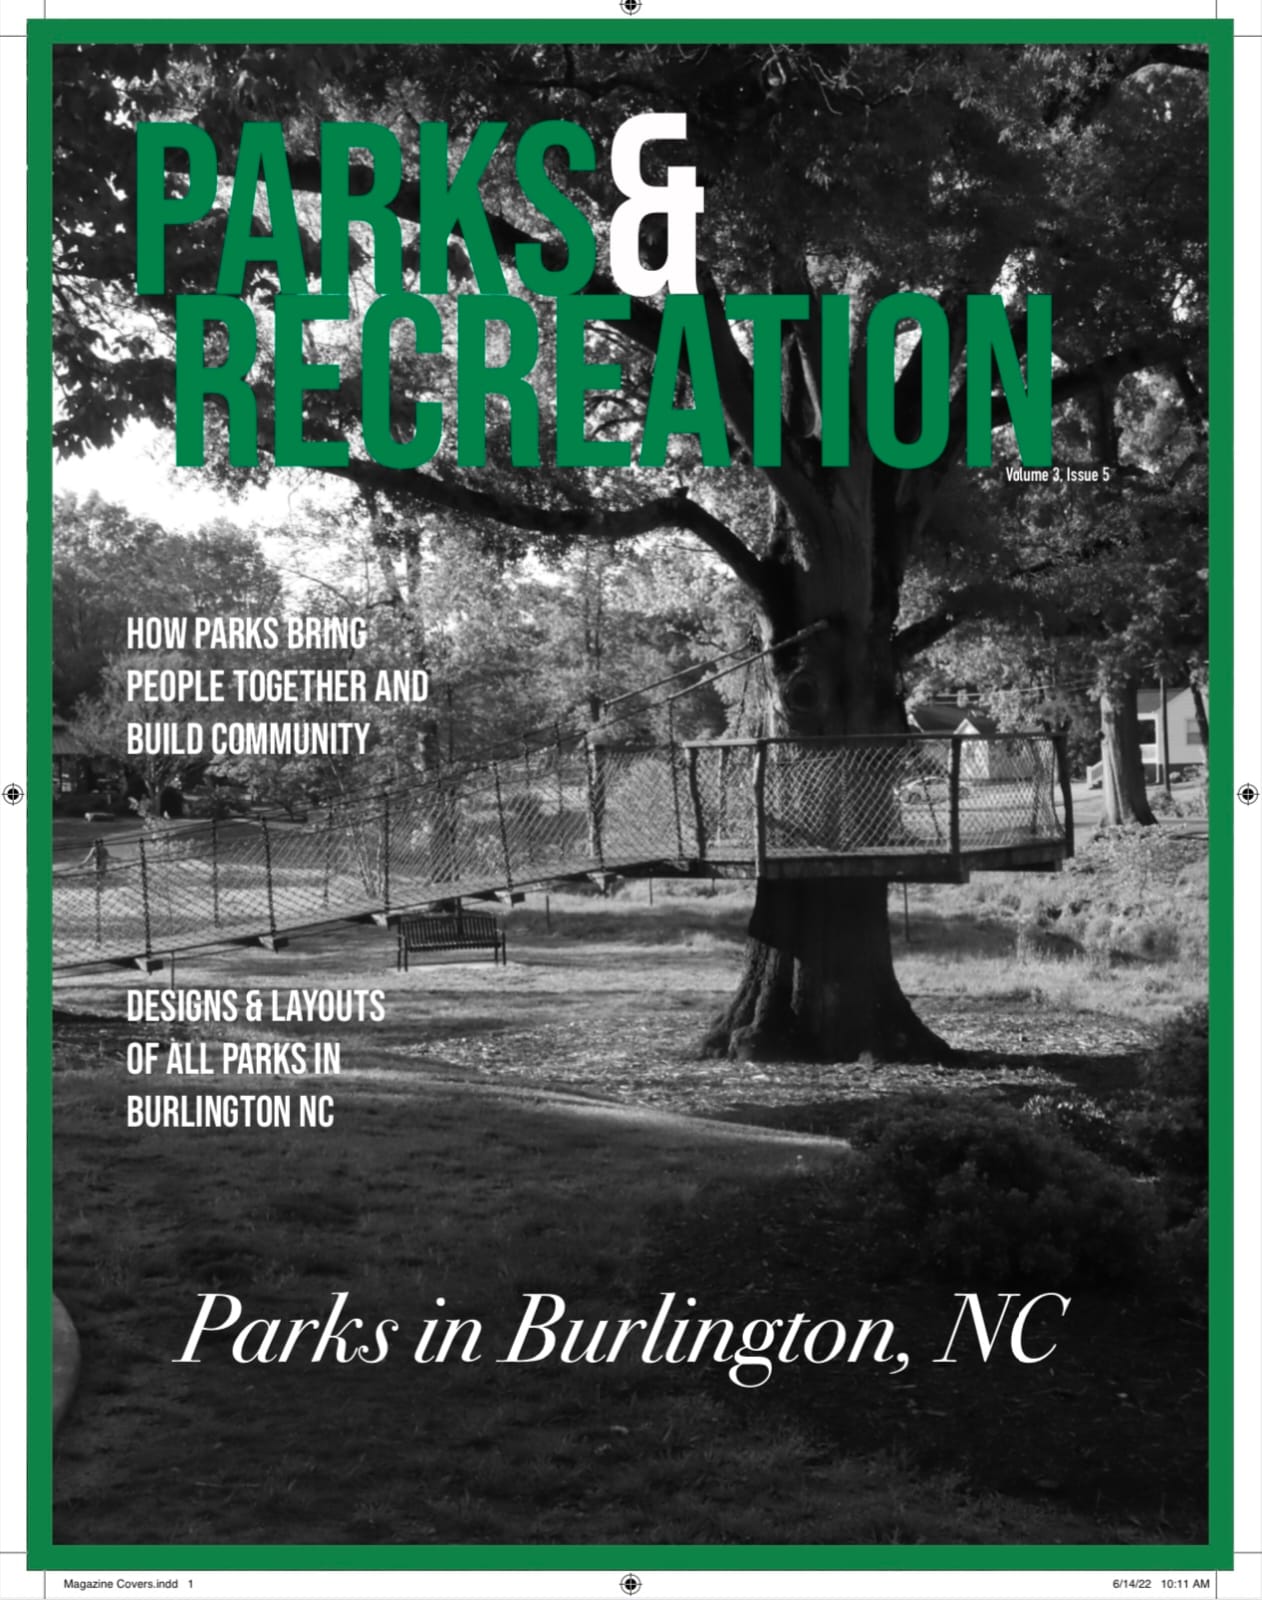 PARKS&
RECREATION
Volume 3, Issue 5
HOW PARKS BRING
PEOPLE TOGETHER AND
BUILD COMMUNITY
DESIGNS & LAYOUTS
OF ALL PARKS IN
BURLINGTON NC
Parks in Burlington, NC
Magazine Covers.indd 1
6/14/22 10:11 AM